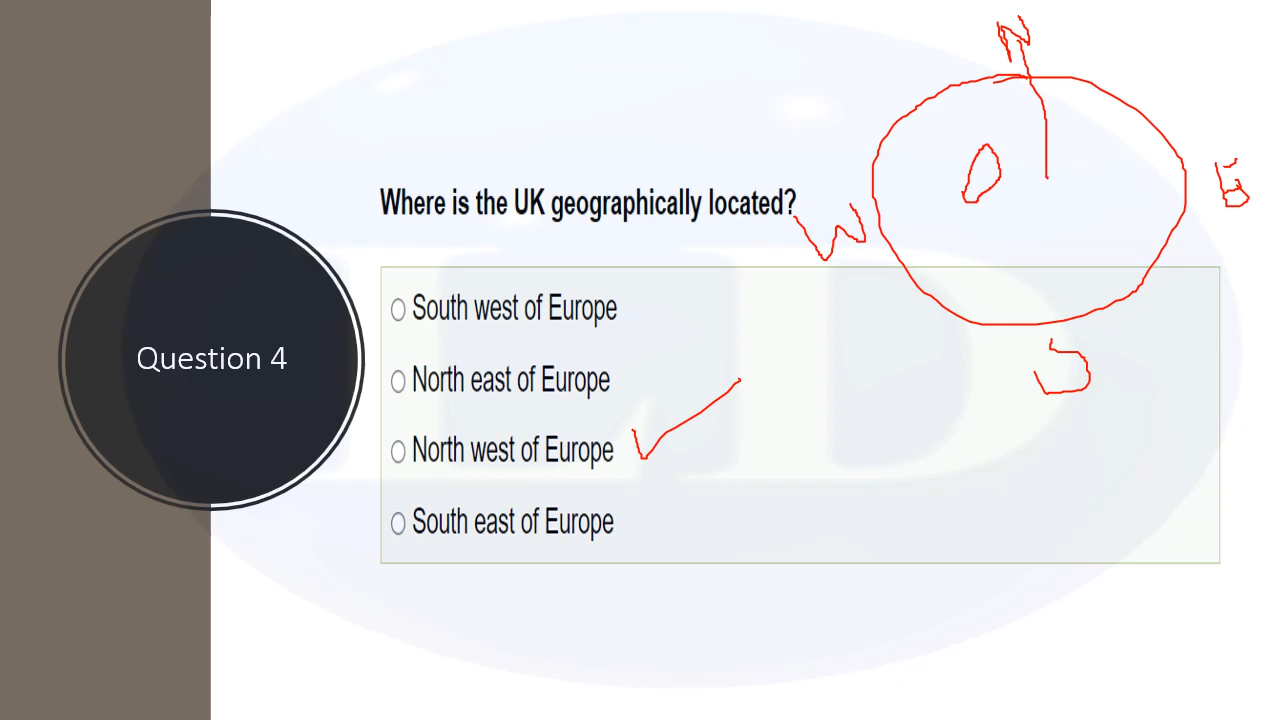 Question 4
Where is the UK geographically located?
South west of Europe
North east of Europe
North west of Europe
South east of Europe
N
W
E
S
LD